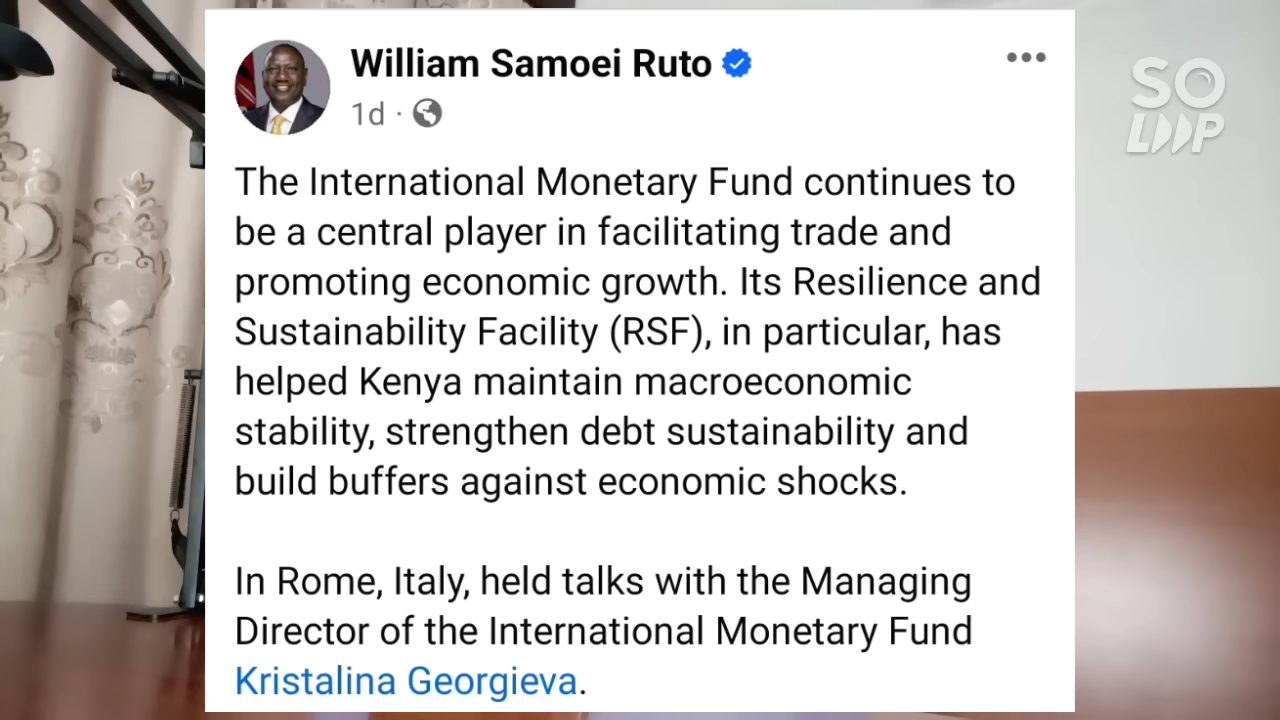 William Samoei Ruto
1d ·
The International Monetary Fund continues to
be a central player in facilitating trade and
promoting economic growth. Its Resilience and
Sustainability Facility (RSF), in particular, has
helped Kenya maintain macroeconomic
stability, strengthen debt sustainability and
build buffers against economic shocks.
In Rome, Italy, held talks with the Managing
Director of the International Monetary Fund
Kristalina Georgieva.
SO
LOOP